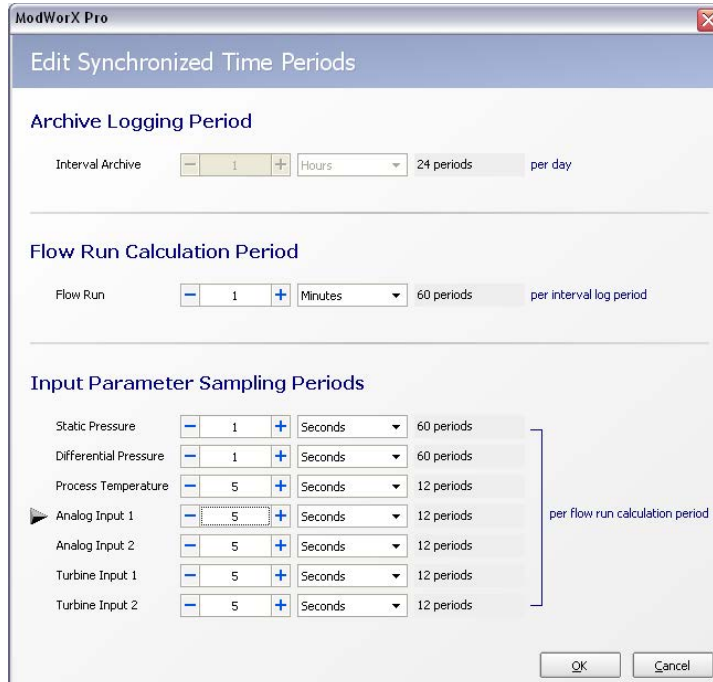 ModWorX Pro
Edit Synchronized Time Periods
Archive Logging Period
Interval Archive 1 Hours 24 periods per day
Flow Run Calculation Period
Flow Run 1 Minutes 60 periods per interval log period
Input Parameter Sampling Periods
Static Pressure 1 Seconds 60 periods
Differential Pressure 1 Seconds 60 periods
Process Temperature 5 Seconds 12 periods
Analog Input 1 5 Seconds 12 periods per flow run calculation period
Analog Input 2 5 Seconds 12 periods
Turbine Input 1 5 Seconds 12 periods
Turbine Input 2 5 Seconds 12 periods
OK Cancel